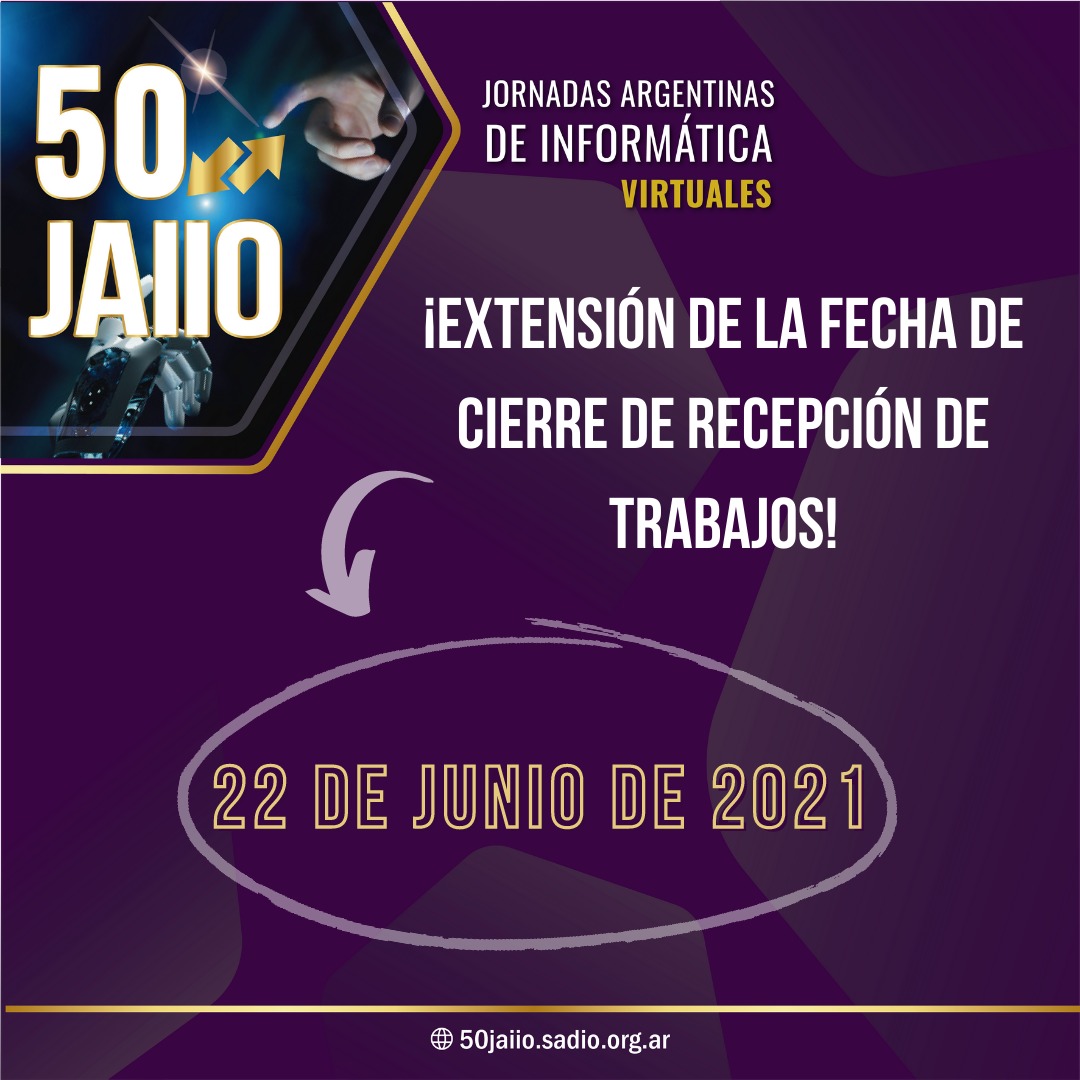 50
JAIIO
JORNADAS ARGENTINAS
DE INFORMÁTICA
VIRTUALES
¡EXTENSIÓN DE LA FECHA DE
CIERRE DE RECEPCIÓN DE
TRABAJOS!
22 DE JUNIO DE 2021
50jaiio.sadio.org.ar